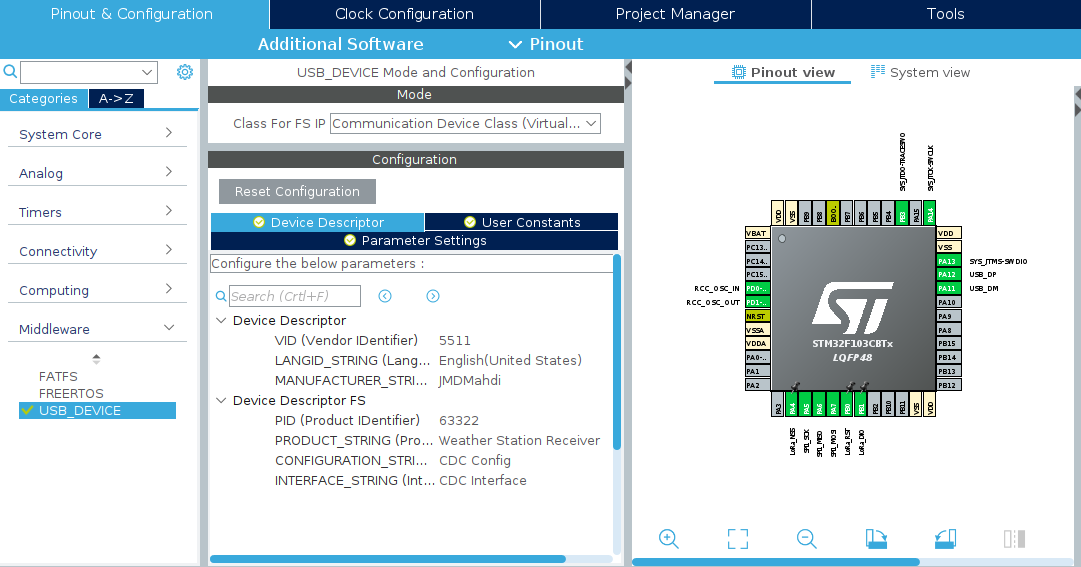 Pinout & Configuration
Clock Configuration
Project Manager
Tools
Additional Software
Pinout
Categories
A->Z
System Core
Analog
Timers
Connectivity
Computing
Middleware
FATFS
FREERTOS
USB_DEVICE
USB_DEVICE Mode and Configuration
Mode
Class For FS IP
Communication Device Class (Virtual...
Configuration
Reset Configuration
Device Descriptor
User Constants
Parameter Settings
Configure the below parameters :
Search (Crtl+F)
Device Descriptor
VID (Vendor IDentifier) 5511
LANGID_STRING (Lang... English(United States)
MANUFACTURER_STRI... JMDMahdi
Device Descriptor FS
PID (Product IDentifier) 63322
PRODUCT_STRING (Pro... Weather Station Receiver
CONFIGURATION_STRI... CDC Config
INTERFACE_STRING (Int... CDC Interface
Pinout view
System view
SYS_JTDO-TRACESWO
SYS_JTCK-SWCLK
VDD
VSS
PB9
PB8
BOO..
PB7
PB6
PB5
PB4
PB3
PA15
PA14
VBAT
PC13..
PC14..
PC15..
RCC_OSC_IN
PD0-..
RCC_OSC_OUT
PD1-..
NRST
VSSA
VDDA
PA0-..
PA1
PA2
STM32F103CBTx
LQFP48
VDD
VSS
PA13
SYS_JTMS-SWDIO
PA12
USB_DP
PA11
USB_DM
PA10
PA9
PA8
PB15
PB14
PB13
PB12
PA3
PA4
PA5
PA6
PA7
PB0
PB1
PB2
PB10
PB11
VSS
VDD
LoRa_NSS
SPI1_SCK
SPI1_MISO
SPI1_MOSI
LoRa_RST
LoRa_DIO